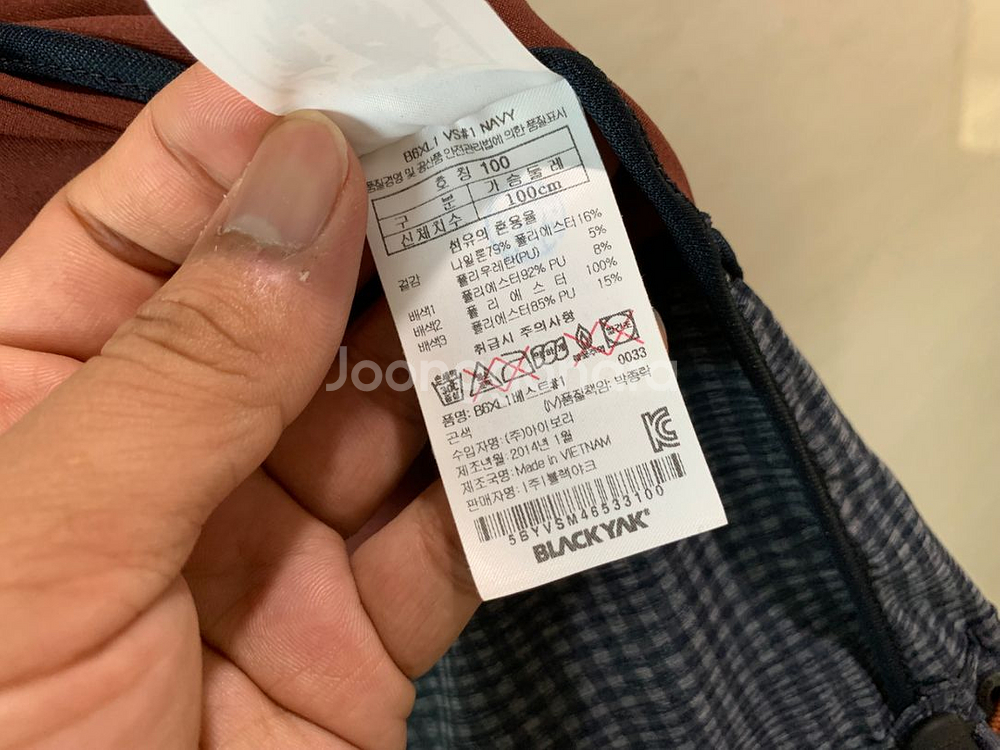 B6XL1 VS#1 NAVY
품질경영 및 공산품 안전관리법에 의한 품질표시
호 칭 100
구 분 가 슴 둘 레
신체치수 100cm
섬유의 혼용율
겉감 나일론79% 폴리에스터16%
폴리우레탄(PU) 5%
배색1 폴리에스터92% PU 8%
배색2 폴 리 에 스 터 100%
배색3 폴리에스터85% PU 15%
취급시 주의사항
0033
품명: B6XL1베스트#1
(M)품질책임: 박종락
곤색
수입자명: (주)아이보리
제조년월: 2014년 1월
제조국명: Made in VIETNAM
판매자명: (주)블랙야크
5BYVSM46533100
BLACKYAK